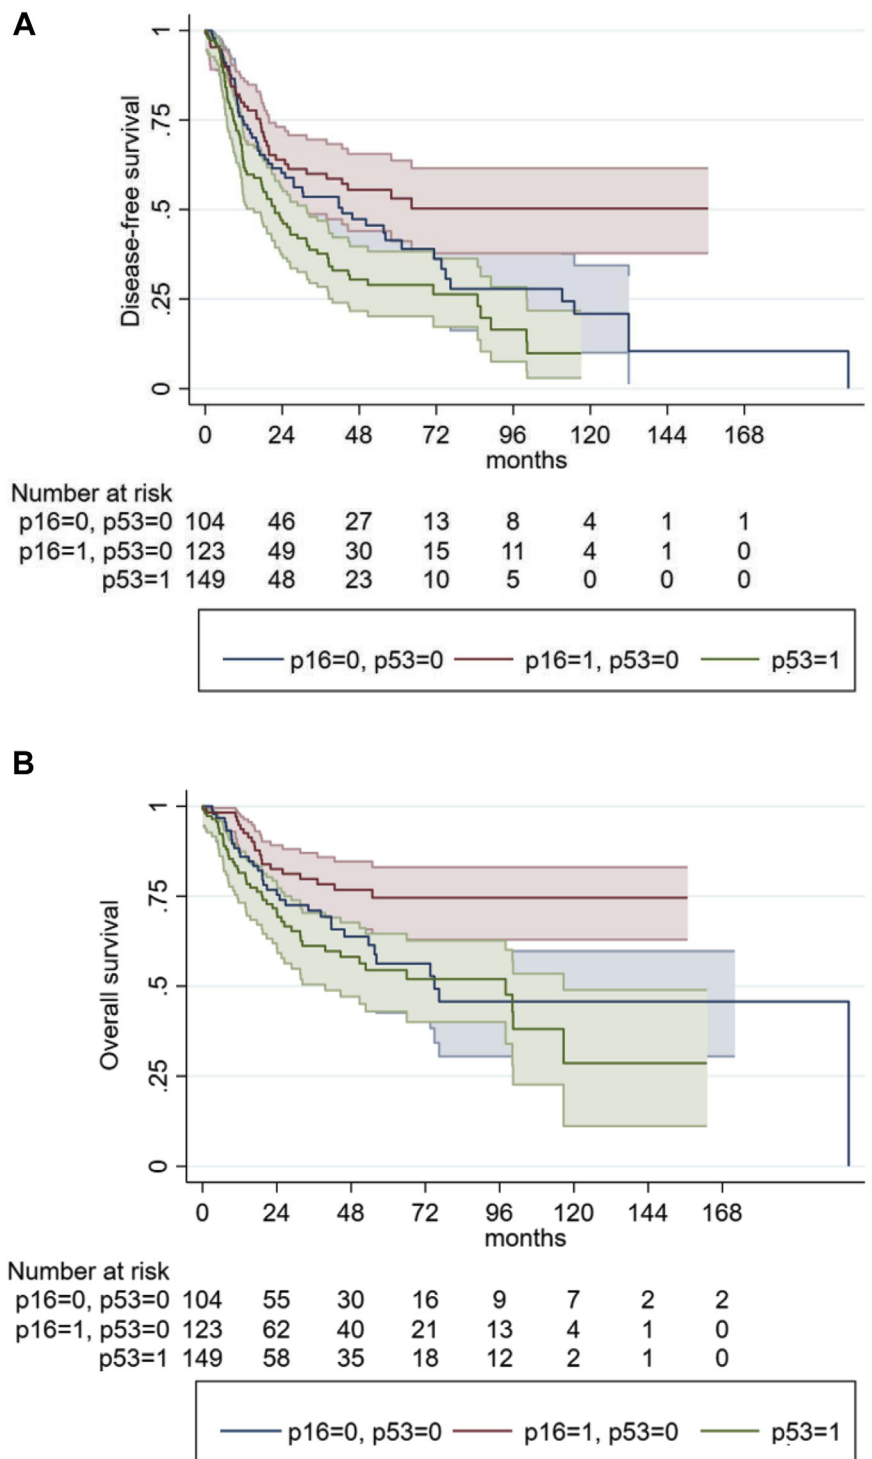 A
Disease-free survival
1
.75
.5
.25
0
0 24 48 72 96 120 144 168
months
Number at risk
p16=0, p53=0 104 46 27 13 8 4 1 1
p16=1, p53=0 123 49 30 15 11 4 1 0
p53=1 149 48 23 10 5 0 0 0
p16=0, p53=0 p16=1, p53=0 p53=1
B
Overall survival
1
.75
.5
.25
0
0 24 48 72 96 120 144 168
months
Number at risk
p16=0, p53=0 104 55 30 16 9 7 2 2
p16=1, p53=0 123 62 40 21 13 4 1 0
p53=1 149 58 35 18 12 2 1 0
p16=0, p53=0 p16=1, p53=0 p53=1